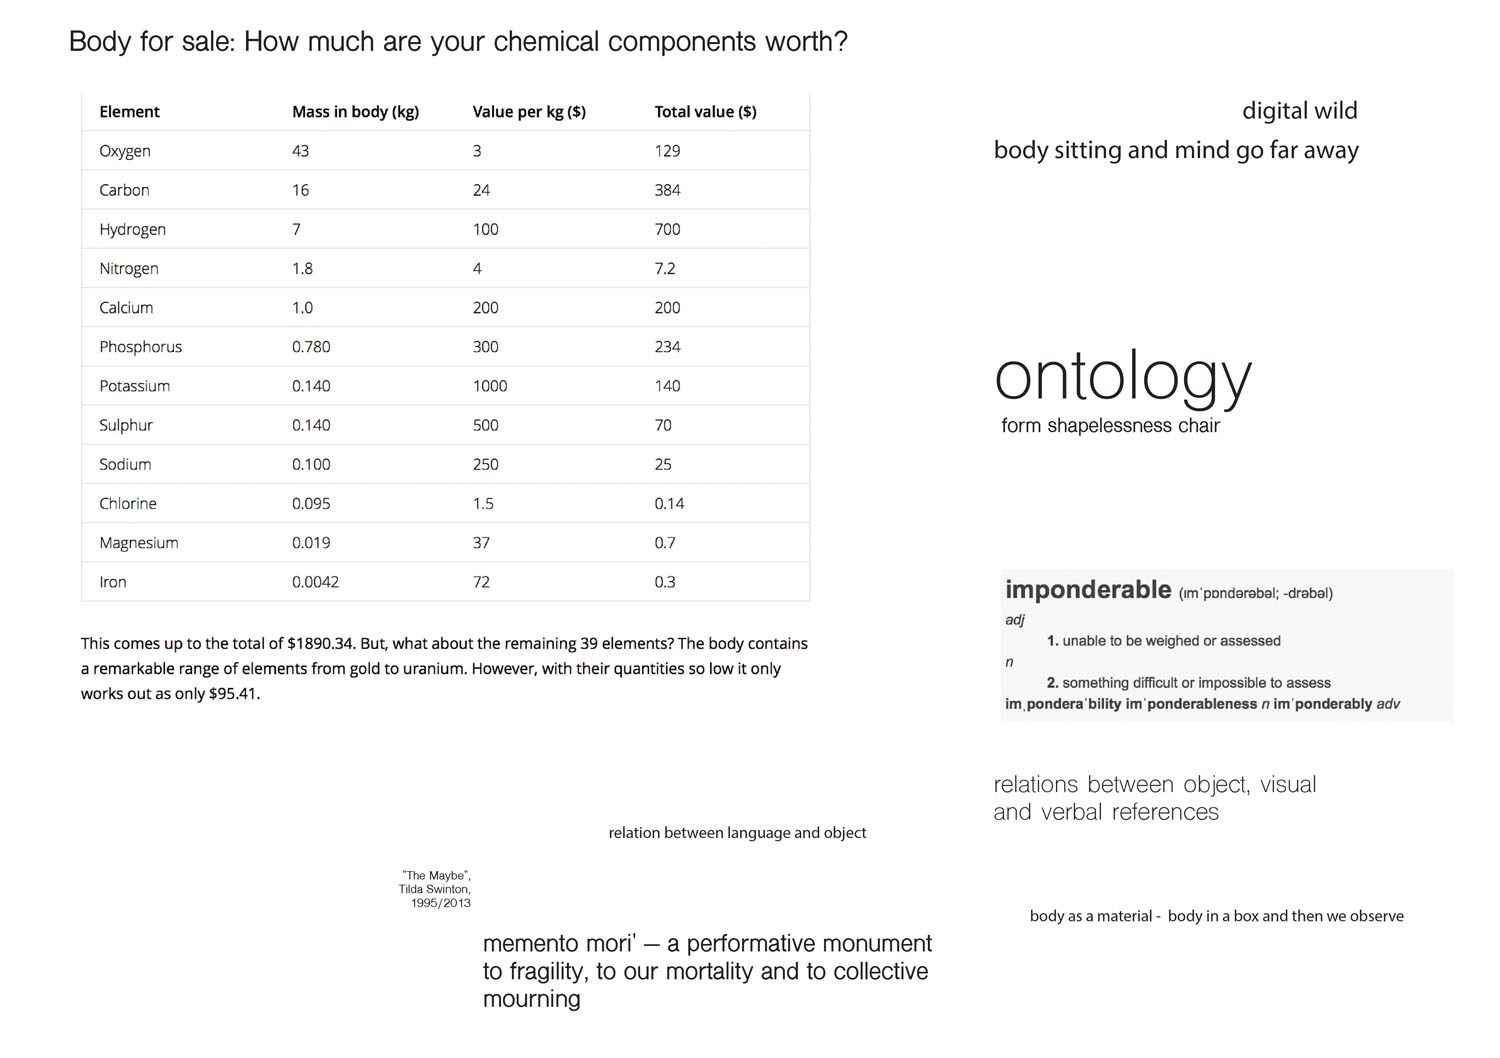 Body for sale: How much are your chemical components worth?
Element Mass in body (kg) Value per kg ($) Total value ($)
Oxygen 43 3 129
Carbon 16 24 384
Hydrogen 7 100 700
Nitrogen 1.8 4 7.2
Calcium 1.0 200 200
Phosphorus 0.780 300 234
Potassium 0.140 1000 140
Sulphur 0.140 500 70
Sodium 0.100 250 25
Chlorine 0.095 1.5 0.14
Magnesium 0.019 37 0.7
Iron 0.0042 72 0.3
This comes up to the total of $1890.34. But, what about the remaining 39 elements? The body contains
a remarkable range of elements from gold to uranium. However, with their quantities so low it only
works out as only $95.41.
digital wild
body sitting and mind go far away
ontology
form shapelessness chair
imponderable (ɪmˈpɒndərəbəl; -drəbəl)
adj
1. unable to be weighed or assessed
n
2. something difficult or impossible to assess
imˌponderaˈbility imˈponderableness n imˈponderably adv
relations between object, visual
and verbal references
relation between language and object
"The Maybe",
Tilda Swinton,
1995/2013
memento mori' – a performative monument
to fragility, to our mortality and to collective
mourning
body as a material - body in a box and then we observe